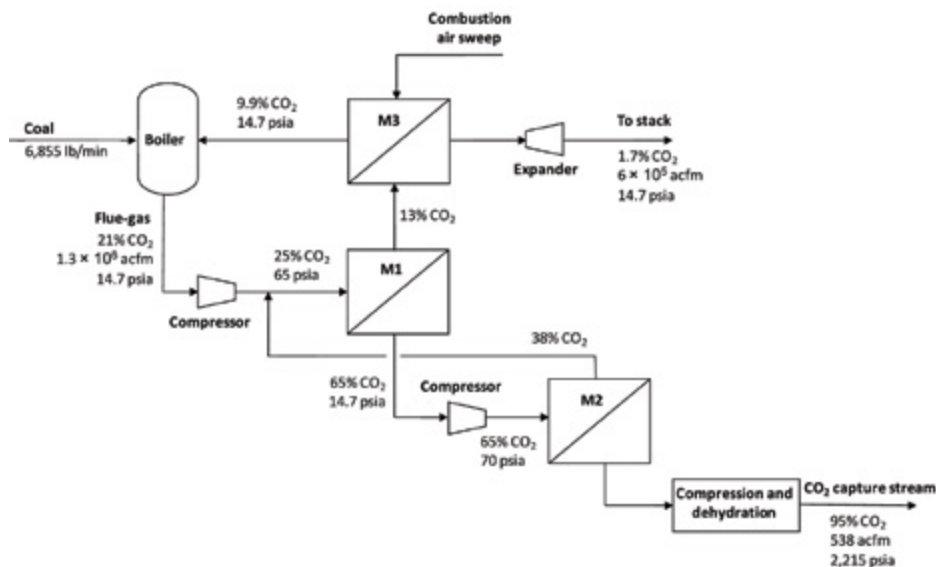 Combustion
air sweep
9.9% CO₂
14.7 psia
M3
To stack
Coal
6,855 lb/min
Boiler
Expander
1.7% CO₂
6 × 10⁵ acfm
14.7 psia
13% CO₂
Flue-gas
21% CO₂
1.3 × 10⁶ acfm
14.7 psia
25% CO₂
65 psia
M1
Compressor
38% CO₂
65% CO₂
14.7 psia
Compressor
M2
65% CO₂
70 psia
Compression and
dehydration
CO₂ capture stream
95% CO₂
538 acfm
2,215 psia